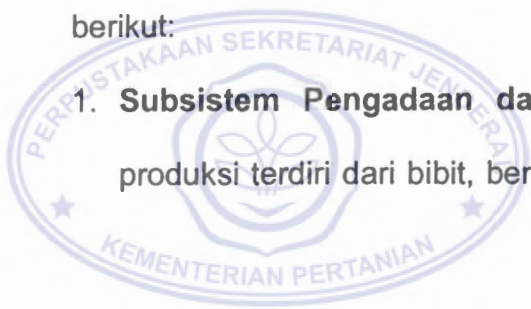 berikut:
PERPUSTAKAAN SEKRETARIAT JENDERAL
1. Subsistem Pengadaan da
produksi terdiri dari bibit, ber
KEMENTERIAN PERTANIAN